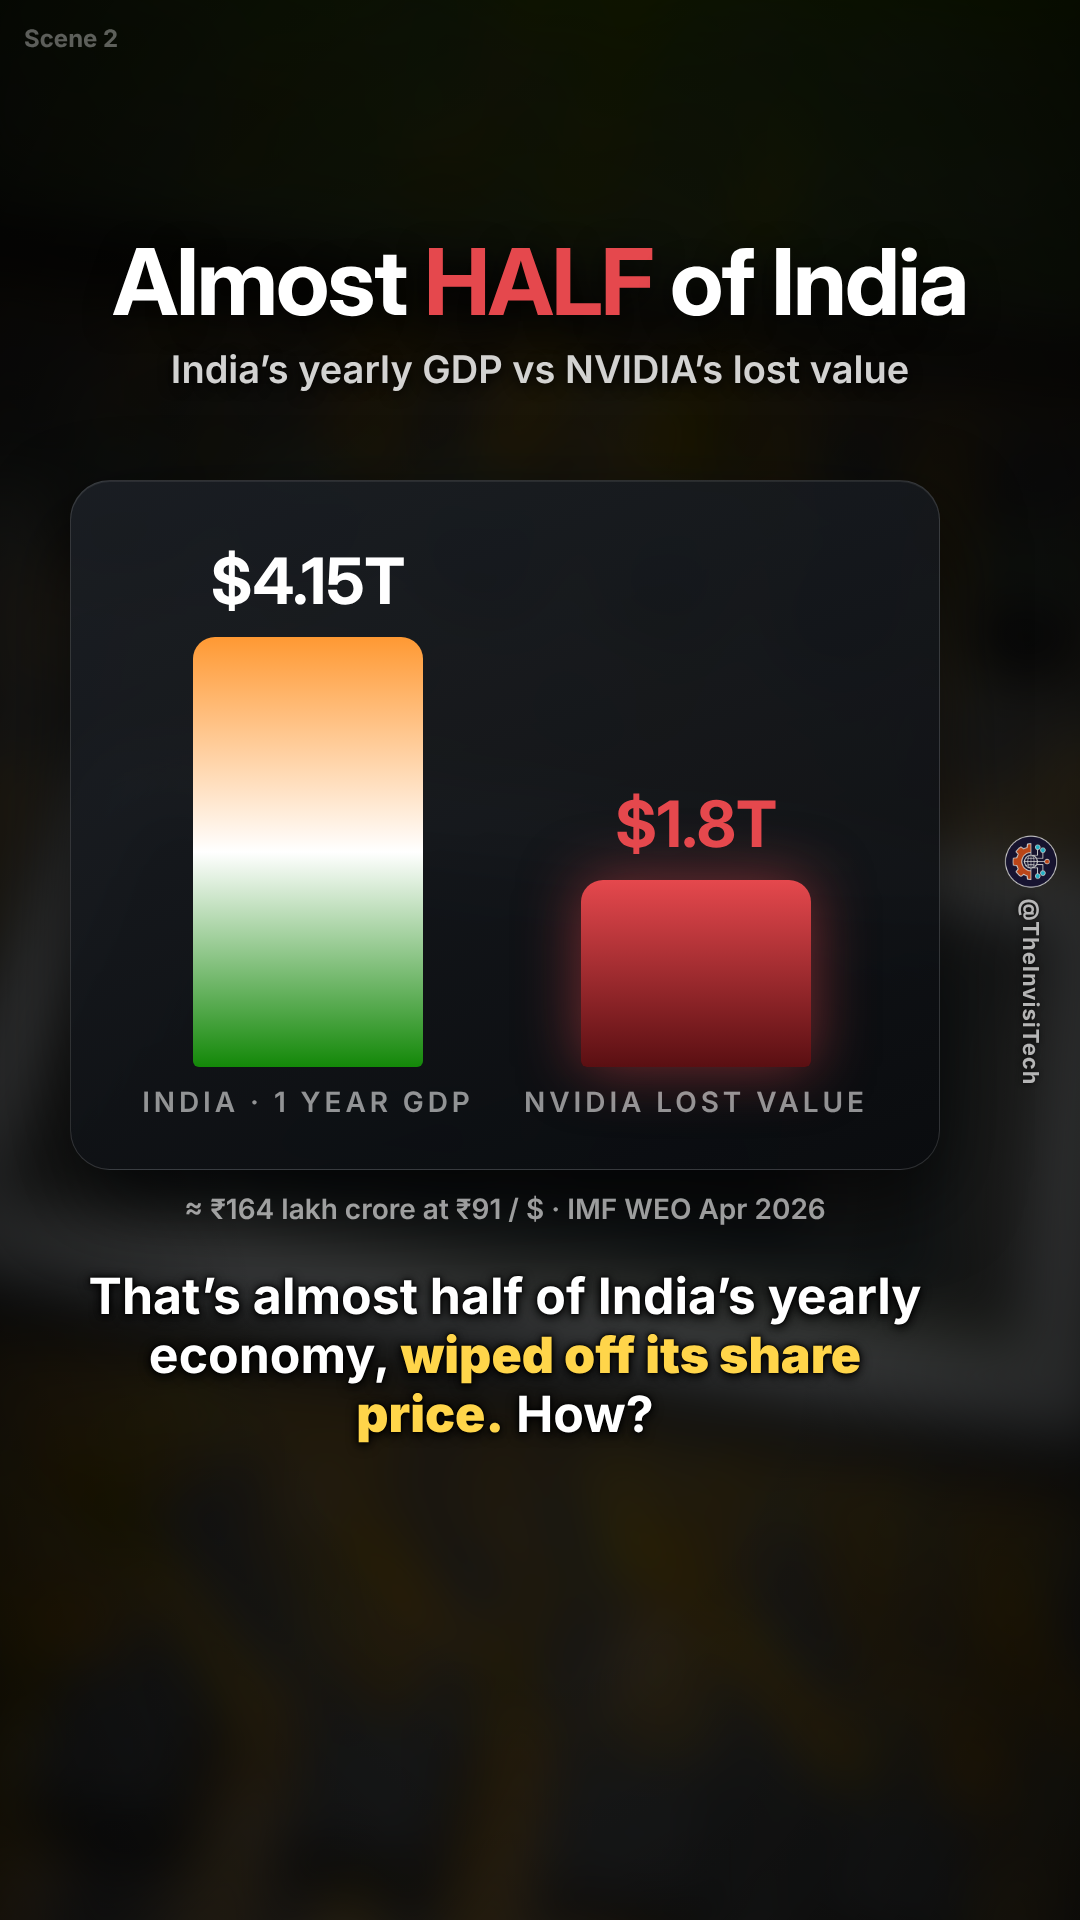 Scene 2
Almost HALF of India
India’s yearly GDP vs NVIDIA’s lost value
$4.15T
$1.8T
INDIA · 1 YEAR GDP
NVIDIA LOST VALUE
≈ ₹164 lakh crore at ₹91 / $ · IMF WEO Apr 2026
That’s almost half of India’s yearly
economy, wiped off its share
price. How?
@TheInvisiTech